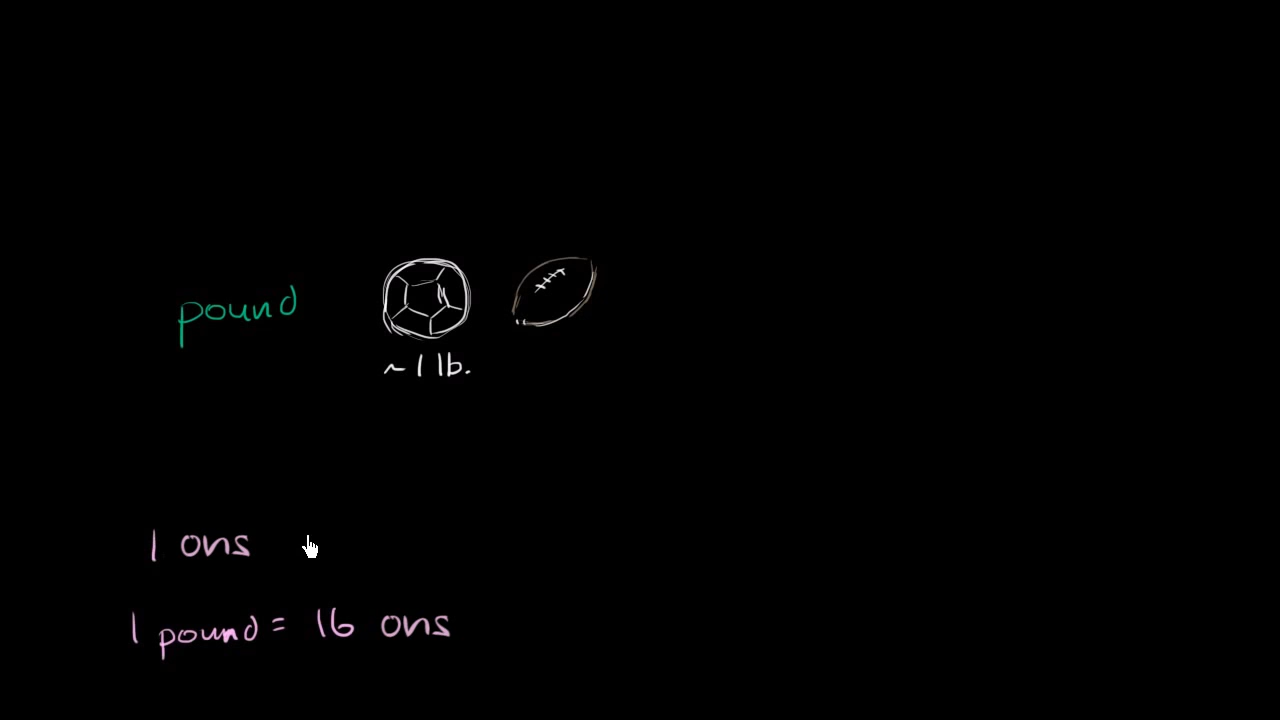 pound
~1 lb.
1 ons
1 pound = 16 ons